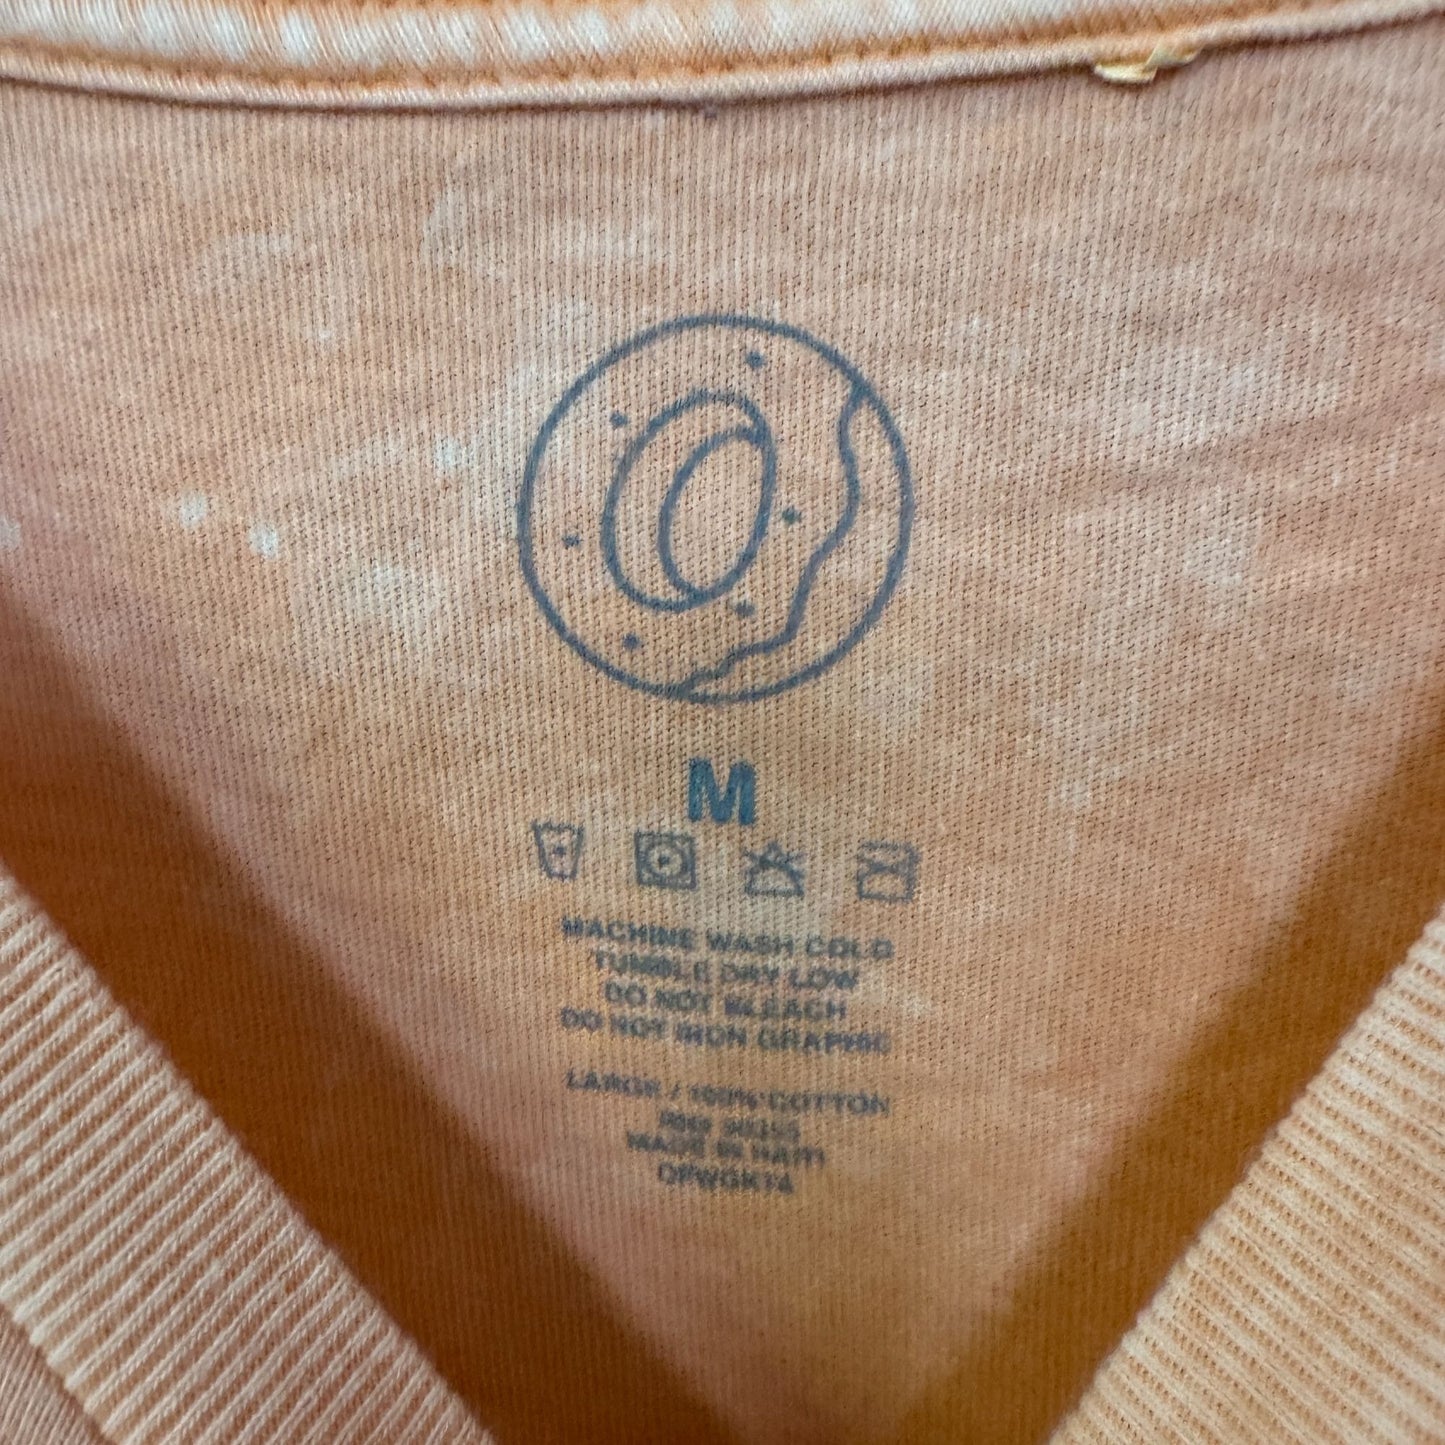 M
MACHINE WASH COLD
TUMBLE DRY LOW
DO NOT BLEACH
DO NOT IRON GRAPHIC
LARGE / 100% COTTON
MADE IN HAITI